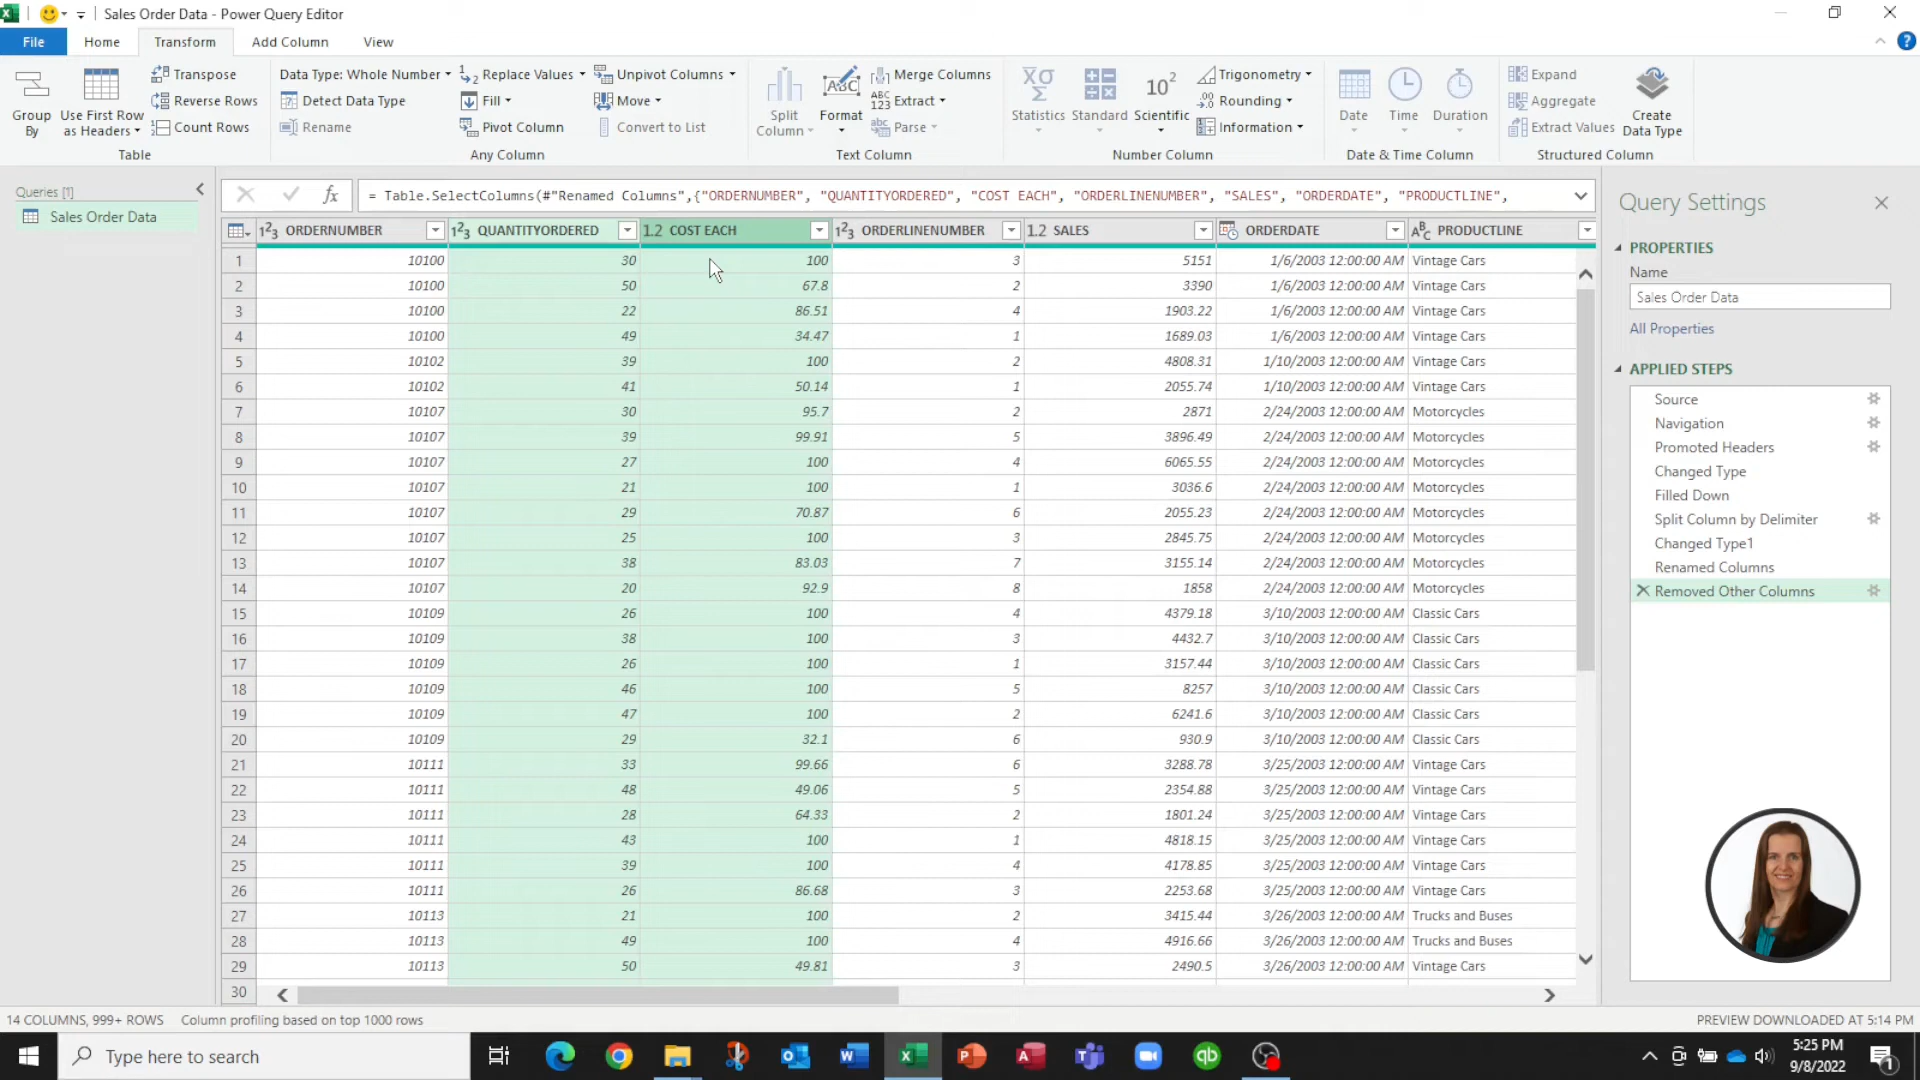 Sales Order Data - Power Query Editor
File Home Transform Add Column View
Group By
Use First Row as Headers
Transpose
Reverse Rows
Count Rows
Table
Data Type: Whole Number
Detect Data Type
Rename
Replace Values
Fill
Pivot Column
Unpivot Columns
Move
Convert to List
Any Column
Split Column
Format
Merge Columns
Extract
Parse
Text Column
Statistics
Standard
Scientific
Trigonometry
Rounding
Information
Number Column
Date
Time
Duration
Date & Time Column
Expand
Aggregate
Extract Values
Create Data Type
Structured Column
Queries [1]
Sales Order Data
= Table.SelectColumns(#"Renamed Columns",{"ORDERNUMBER", "QUANTITYORDERED", "COST EACH", "ORDERLINENUMBER", "SALES", "ORDERDATE", "PRODUCTLINE",
ORDERNUMBER QUANTITYORDERED 1.2 COST EACH ORDERLINENUMBER 1.2 SALES ORDERDATE PRODUCTLINE
1 10100 30 100 3 5151 1/6/2003 12:00:00 AM Vintage Cars
2 10100 50 67.8 2 3390 1/6/2003 12:00:00 AM Vintage Cars
3 10100 22 86.51 4 1903.22 1/6/2003 12:00:00 AM Vintage Cars
4 10100 49 34.47 1 1689.03 1/6/2003 12:00:00 AM Vintage Cars
5 10102 39 100 2 4808.31 1/10/2003 12:00:00 AM Vintage Cars
6 10102 41 50.14 1 2055.74 1/10/2003 12:00:00 AM Vintage Cars
7 10107 30 95.7 2 2871 2/24/2003 12:00:00 AM Motorcycles
8 10107 39 99.91 5 3896.49 2/24/2003 12:00:00 AM Motorcycles
9 10107 27 100 4 6065.55 2/24/2003 12:00:00 AM Motorcycles
10 10107 21 100 1 3036.6 2/24/2003 12:00:00 AM Motorcycles
11 10107 29 70.87 6 2055.23 2/24/2003 12:00:00 AM Motorcycles
12 10107 25 100 3 2845.75 2/24/2003 12:00:00 AM Motorcycles
13 10107 38 83.03 7 3155.14 2/24/2003 12:00:00 AM Motorcycles
14 10107 20 92.9 8 1858 2/24/2003 12:00:00 AM Motorcycles
15 10109 26 100 4 4379.18 3/10/2003 12:00:00 AM Classic Cars
16 10109 38 100 3 4432.7 3/10/2003 12:00:00 AM Classic Cars
17 10109 26 100 1 3157.44 3/10/2003 12:00:00 AM Classic Cars
18 10109 46 100 5 8257 3/10/2003 12:00:00 AM Classic Cars
19 10109 47 100 2 6241.6 3/10/2003 12:00:00 AM Classic Cars
20 10109 29 32.1 6 930.9 3/10/2003 12:00:00 AM Classic Cars
21 10111 33 99.66 6 3288.78 3/25/2003 12:00:00 AM Vintage Cars
22 10111 48 49.06 5 2354.88 3/25/2003 12:00:00 AM Vintage Cars
23 10111 28 64.33 2 1801.24 3/25/2003 12:00:00 AM Vintage Cars
24 10111 43 100 1 4818.15 3/25/2003 12:00:00 AM Vintage Cars
25 10111 39 100 4 4178.85 3/25/2003 12:00:00 AM Vintage Cars
26 10111 26 86.68 3 2253.68 3/25/2003 12:00:00 AM Vintage Cars
27 10113 21 100 2 3415.44 3/26/2003 12:00:00 AM Trucks and Buses
28 10113 49 100 4 4916.66 3/26/2003 12:00:00 AM Trucks and Buses
29 10113 50 49.81 3 2490.5 3/26/2003 12:00:00 AM Vintage Cars
30
Query Settings
PROPERTIES
Name
Sales Order Data
All Properties
APPLIED STEPS
Source
Navigation
Promoted Headers
Changed Type
Filled Down
Split Column by Delimiter
Changed Type1
Renamed Columns
Removed Other Columns
14 COLUMNS, 999+ ROWS Column profiling based on top 1000 rows
PREVIEW DOWNLOADED AT 5:14 PM
Type here to search
5:25 PM
9/8/2022
1